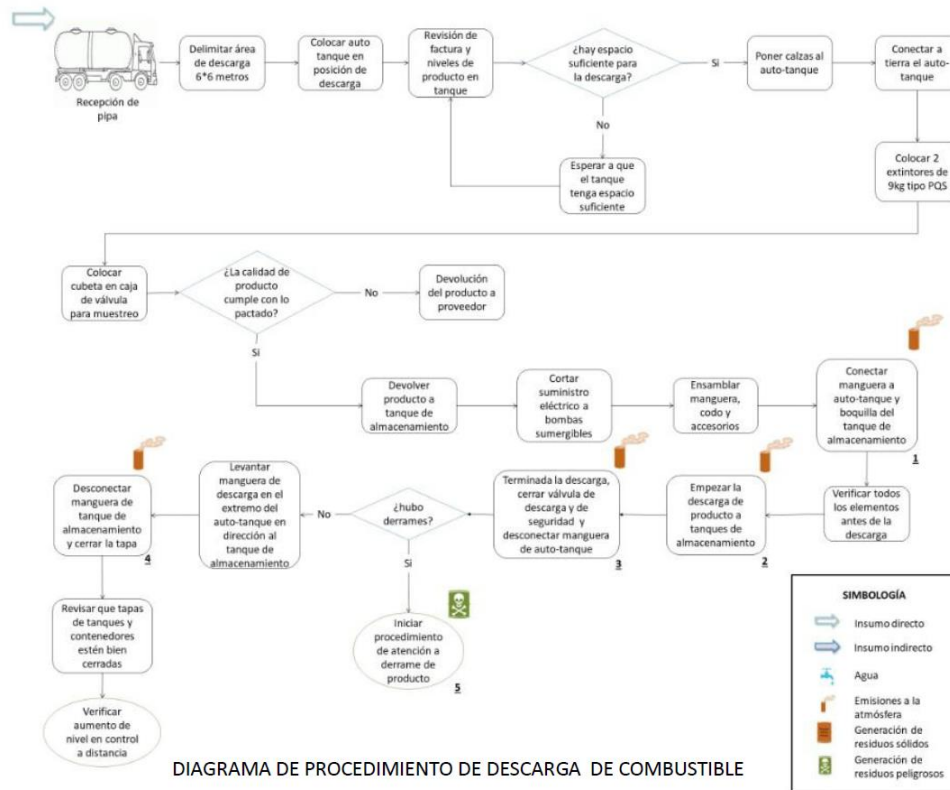 Recepción de
pipa
Delimitar área
de descarga
6*6 metros
Colocar auto
tanque en
posición de
descarga
Revisión de
factura y
niveles de
producto en
tanque
¿hay espacio
suficiente para
la descarga?
Si
No
Esperar a que
el tanque
tenga espacio
suficiente
Poner calzas al
auto-tanque
Conectar a
tierra el auto-
tanque
Colocar 2
extintores de
9kg tipo PQS
Colocar
cubeta en caja
de válvula
para muestreo
¿La calidad de
producto
cumple con lo
pactado?
No
Devolución
del producto a
proveedor
Si
Devolver
producto a
tanque de
almacenamiento
Cortar
suministro
eléctrico a
bombas
sumergibles
Ensamblar
manguera,
codo y
accesorios
Conectar
manguera a
auto-tanque y
boquilla del
tanque de
almacenamiento
1
Verificar todos
los elementos
antes de la
descarga
Empezar la
descarga de
producto a
tanques de
almacenamiento
2
Terminada la descarga,
cerrar válvula de
descarga y de
seguridad y
desconectar manguera
de auto-tanque
3
¿hubo
derrames?
No
Si
Iniciar
procedimiento
de atención a
derrame de
producto
5
Levantar
manguera de
descarga en el
extremo del
auto-tanque en
dirección al
tanque de
almacenamiento
Desconectar
manguera de
tanque de
almacenamiento
y cerrar la tapa
4
Revisar que tapas
de tanques y
contenedores
estén bien
cerradas
Verificar
aumento de
nivel en control
a distancia
SIMBOLOGÍA
Insumo directo
Insumo indirecto
Agua
Emisiones a la
atmósfera
Generación de
residuos sólidos
Generación de
residuos peligrosos
DIAGRAMA DE PROCEDIMIENTO DE DESCARGA DE COMBUSTIBLE